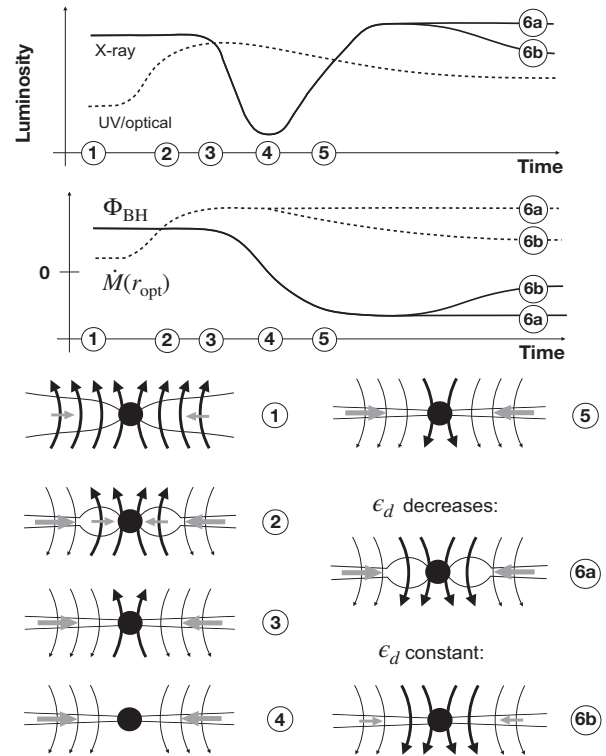 Luminosity
X-ray
UV/optical
6a
6b
1 2 3 4 5
Time
Φ_BH
Ṁ(r_opt)
0
6a
6b
6b
6a
1 2 3 4 5
Time
1
2
3
4
5
ϵ_d decreases:
6a
ϵ_d constant:
6b